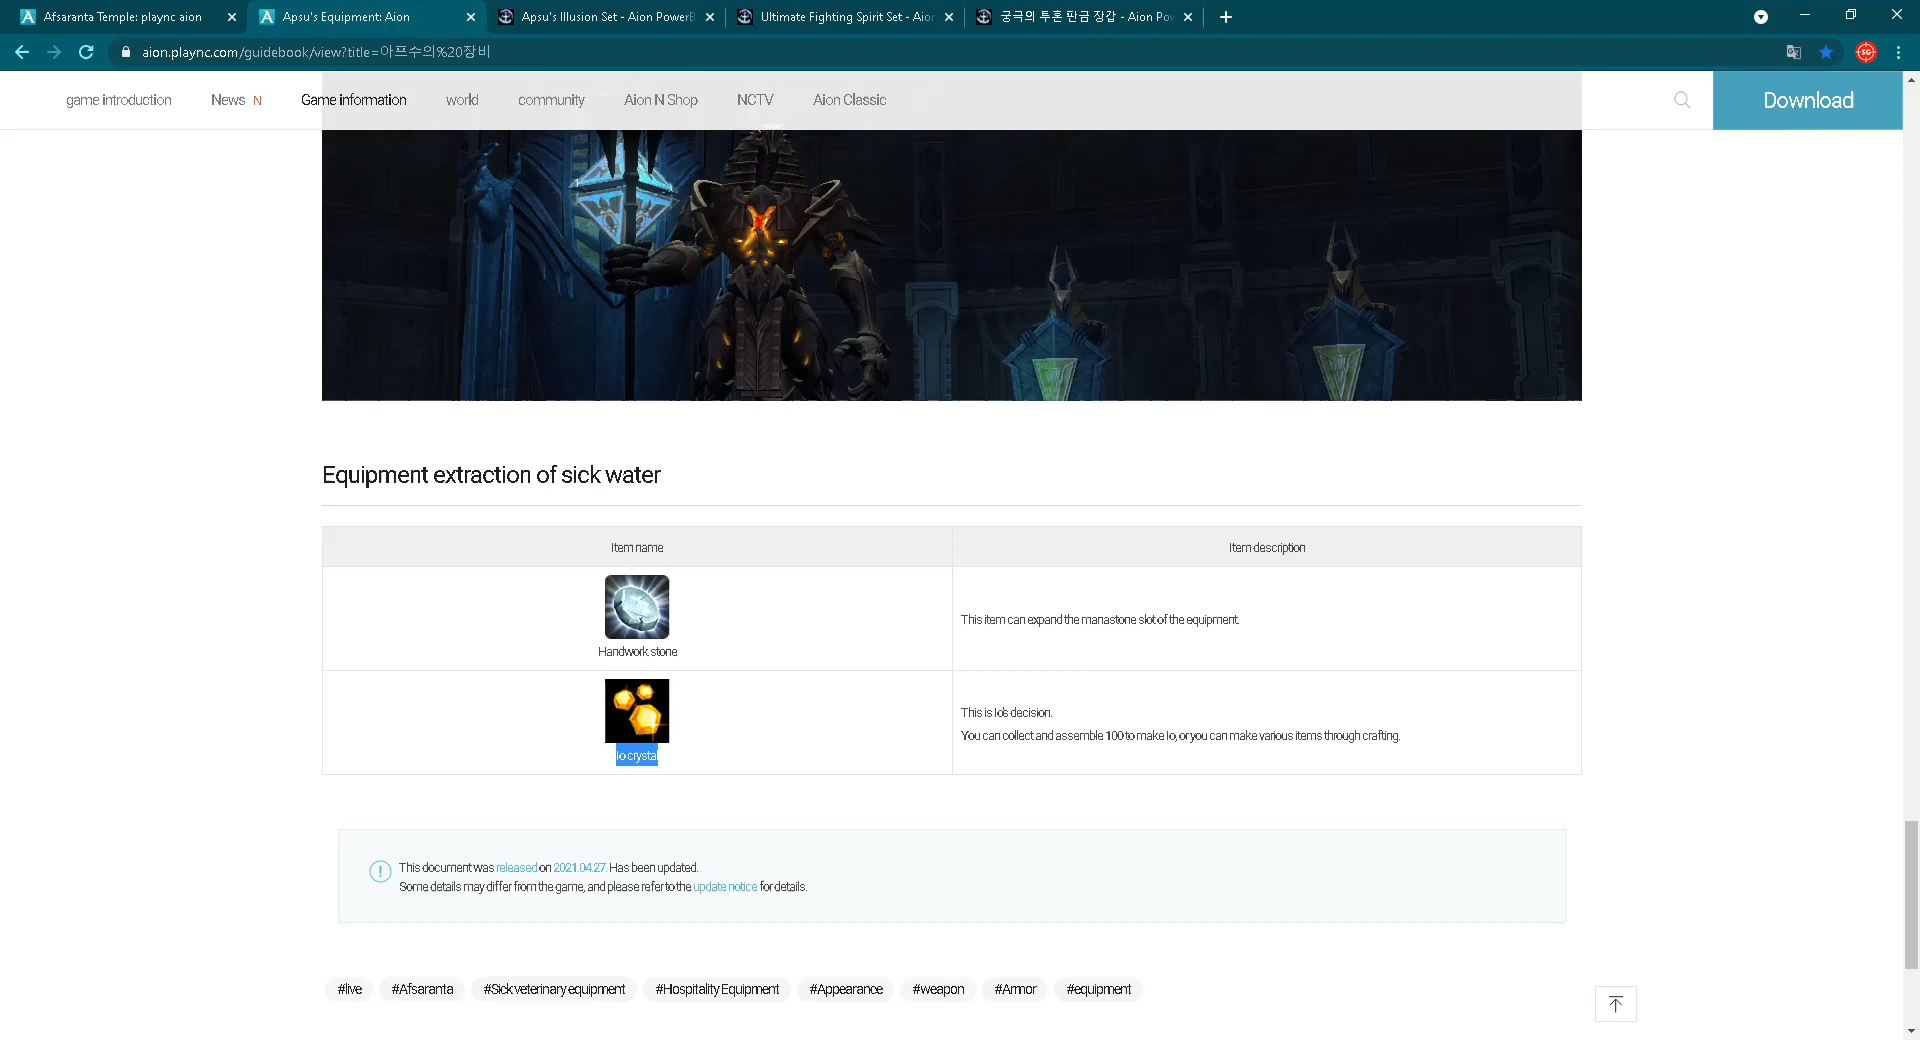 Afsaranta Temple: plaync aion
Apsu's Equipment: Aion
Apsu's Illusion Set - Aion PowerB
Ultimate Fighting Spirit Set - Aion
궁극의 투혼 판금 장갑 - Aion Pow
aion.plaync.com/guidebook/view?title=아프수의%20장비
SG
game introduction
News N
Game information
world
community
Aion N Shop
NCTV
Aion Classic
Download
Equipment extraction of sick water
Item name
Item description
Handwork stone
This item can expand the manastone slot of the equipment.
Io crystal
This is Io's decision.
You can collect and assemble 100 to make Io, or you can make various items through crafting.
This document was released on 2021.04.27. Has been updated.
Some details may differ from the game, and please refer to the update notice for details.
#live
#Afsaranta
#Sick veterinary equipment
#Hospitality Equipment
#Appearance
#weapon
#Armor
#equipment